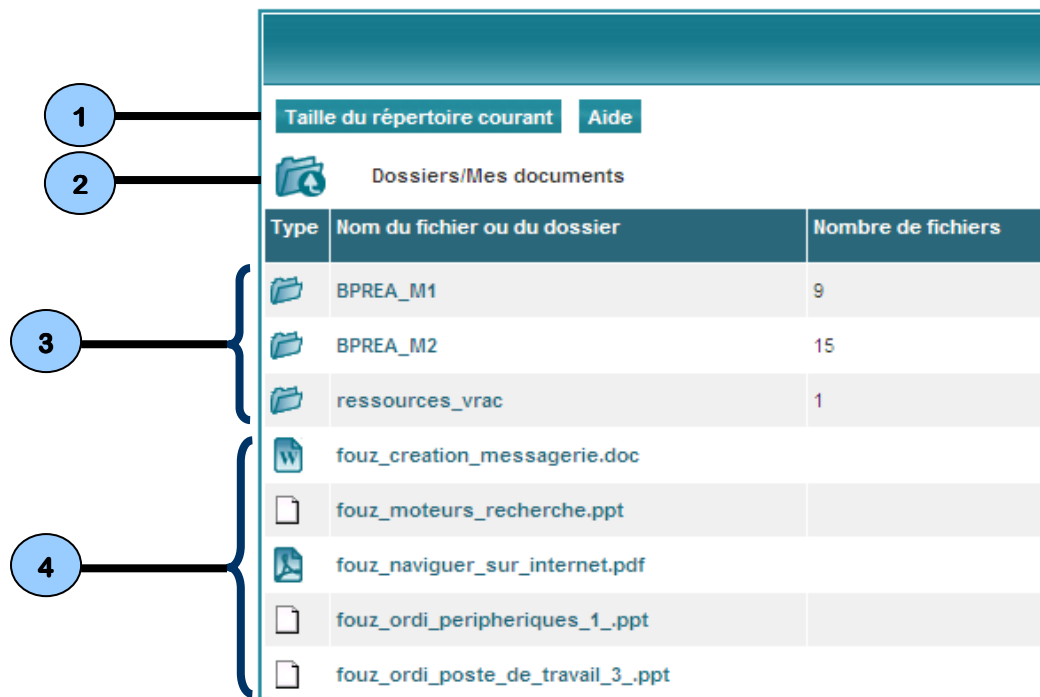 1
Taille du répertoire courant Aide
2
Dossiers/Mes documents
Type Nom du fichier ou du dossier Nombre de fichiers
BPREA_M1 9
3
BPREA_M2 15
ressources_vrac 1
fouz_creation_messagerie.doc
fouz_moteurs_recherche.ppt
4
fouz_naviguer_sur_internet.pdf
fouz_ordi_peripheriques_1_.ppt
fouz_ordi_poste_de_travail_3_.ppt